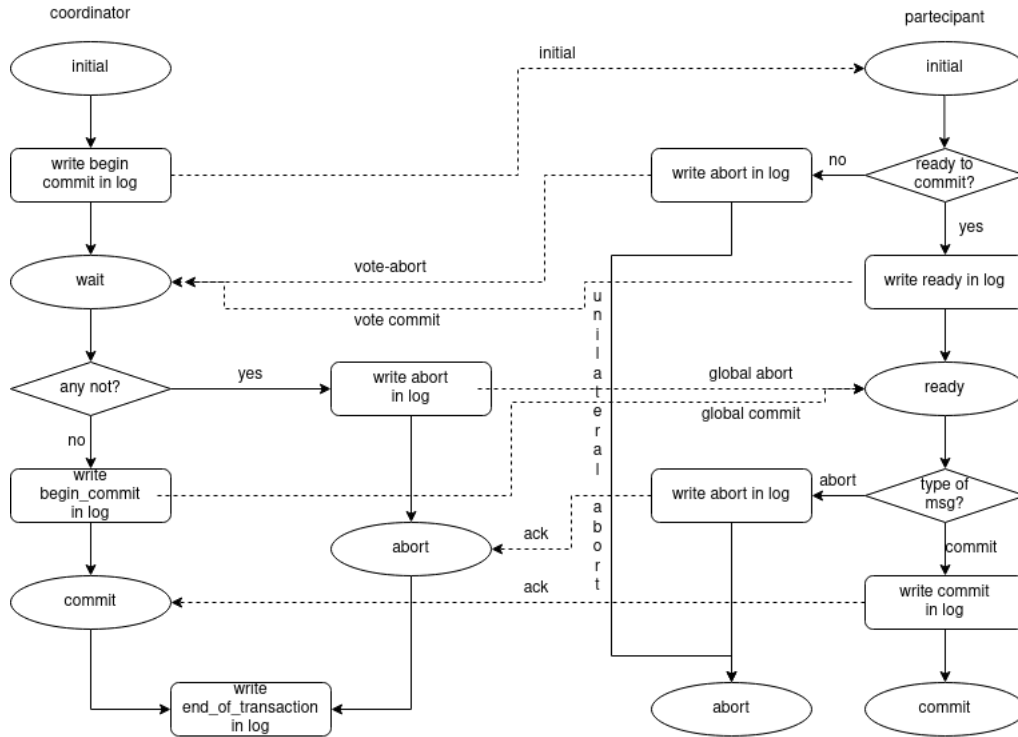 coordinator
partecipant
initial
initial
initial
write begin
commit in log
write abort in log
no
ready to
commit?
yes
wait
vote-abort
write ready in log
vote commit
unilateral abort
any not?
yes
write abort
in log
global abort
ready
global commit
no
write
begin_commit
in log
write abort in log
abort
type of
msg?
ack
abort
commit
commit
ack
write commit
in log
write
end_of_transaction
in log
abort
commit